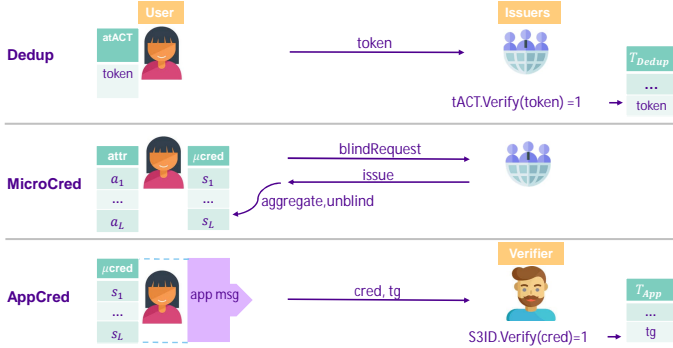 User
Issuers
Dedup
atACT
token
token
tACT.Verify(token) =1
T_Dedup
...
token
MicroCred
attr
a_1
...
a_L
μcred
s_1
...
s_L
blindRequest
issue
aggregate,unblind
Verifier
AppCred
μcred
s_1
...
s_L
app msg
cred, tg
S3ID.Verify(cred)=1
T_App
...
tg